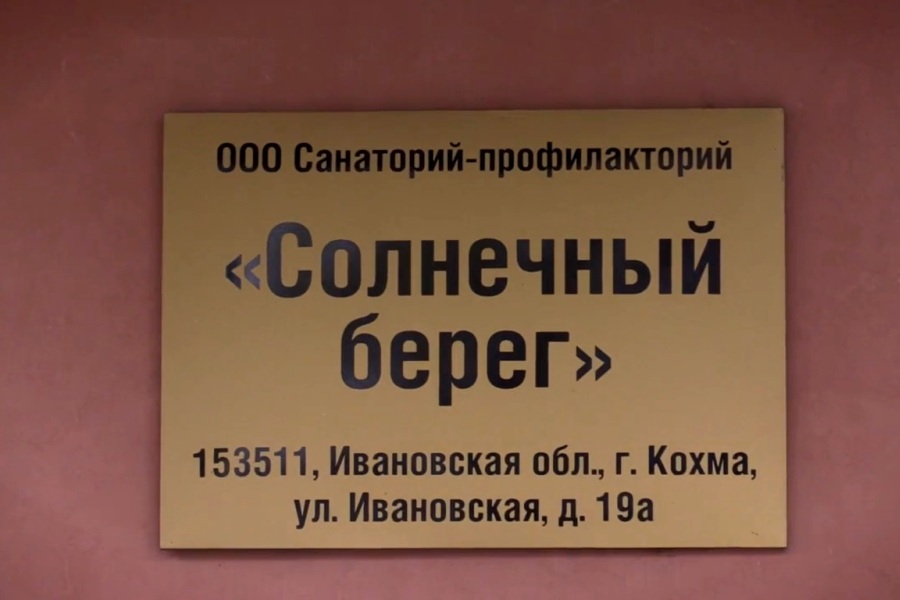 ООО Санаторий-профилакторий
«Солнечный
берег»
153511, Ивановская обл., г. Кохма,
ул. Ивановская, д. 19а